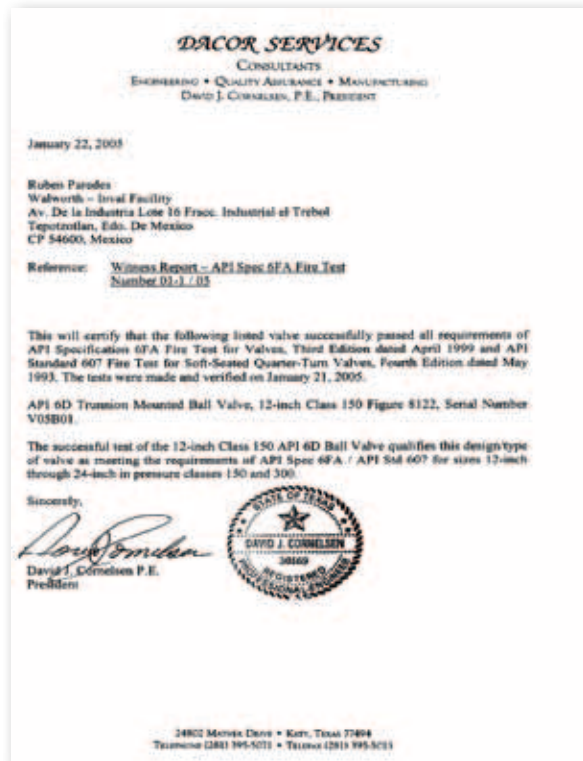 DACOR SERVICES
CONSULTANTS
ENGINEERING • QUALITY ASSURANCE • MANUFACTURING
DAVID J. CORNELSEN, P.E., PRESIDENT
January 22, 2005
Ruben Paredes
Walworth – Inval Facility
Av. De la Industria Lote 16 Fracc. Industrial el Trebol
Tepotzotlan, Edo. De Mexico
CP 54600, Mexico
Reference: Witness Report – API Spec 6FA Fire Test
Number 01-1 / 05
This will certify that the following listed valve successfully passed all requirements of
API Specification 6FA Fire Test for Valves, Third Edition dated April 1999 and API
Standard 607 Fire Test for Soft-Seated Quarter-Turn Valves, Fourth Edition dated May
1993. The tests were made and verified on January 21, 2005.
API 6D Trunnion Mounted Ball Valve, 12-inch Class 150 Figure 8122, Serial Number
V05B01.
The successful test of the 12-inch Class 150 API 6D Ball Valve qualifies this design/type
of valve as meeting the requirements of API Spec 6FA / API Std 607 for sizes 12-inch
through 24-inch in pressure classes 150 and 300.
Sincerely,
David J. Cornelsen P.E.
President
STATE OF TEXAS
DAVID J. CORNELSEN
REGISTERED
PROFESSIONAL ENGINEER
DRIVE • KATY, TEXAS 77494
TELEPHONE (281) 395-